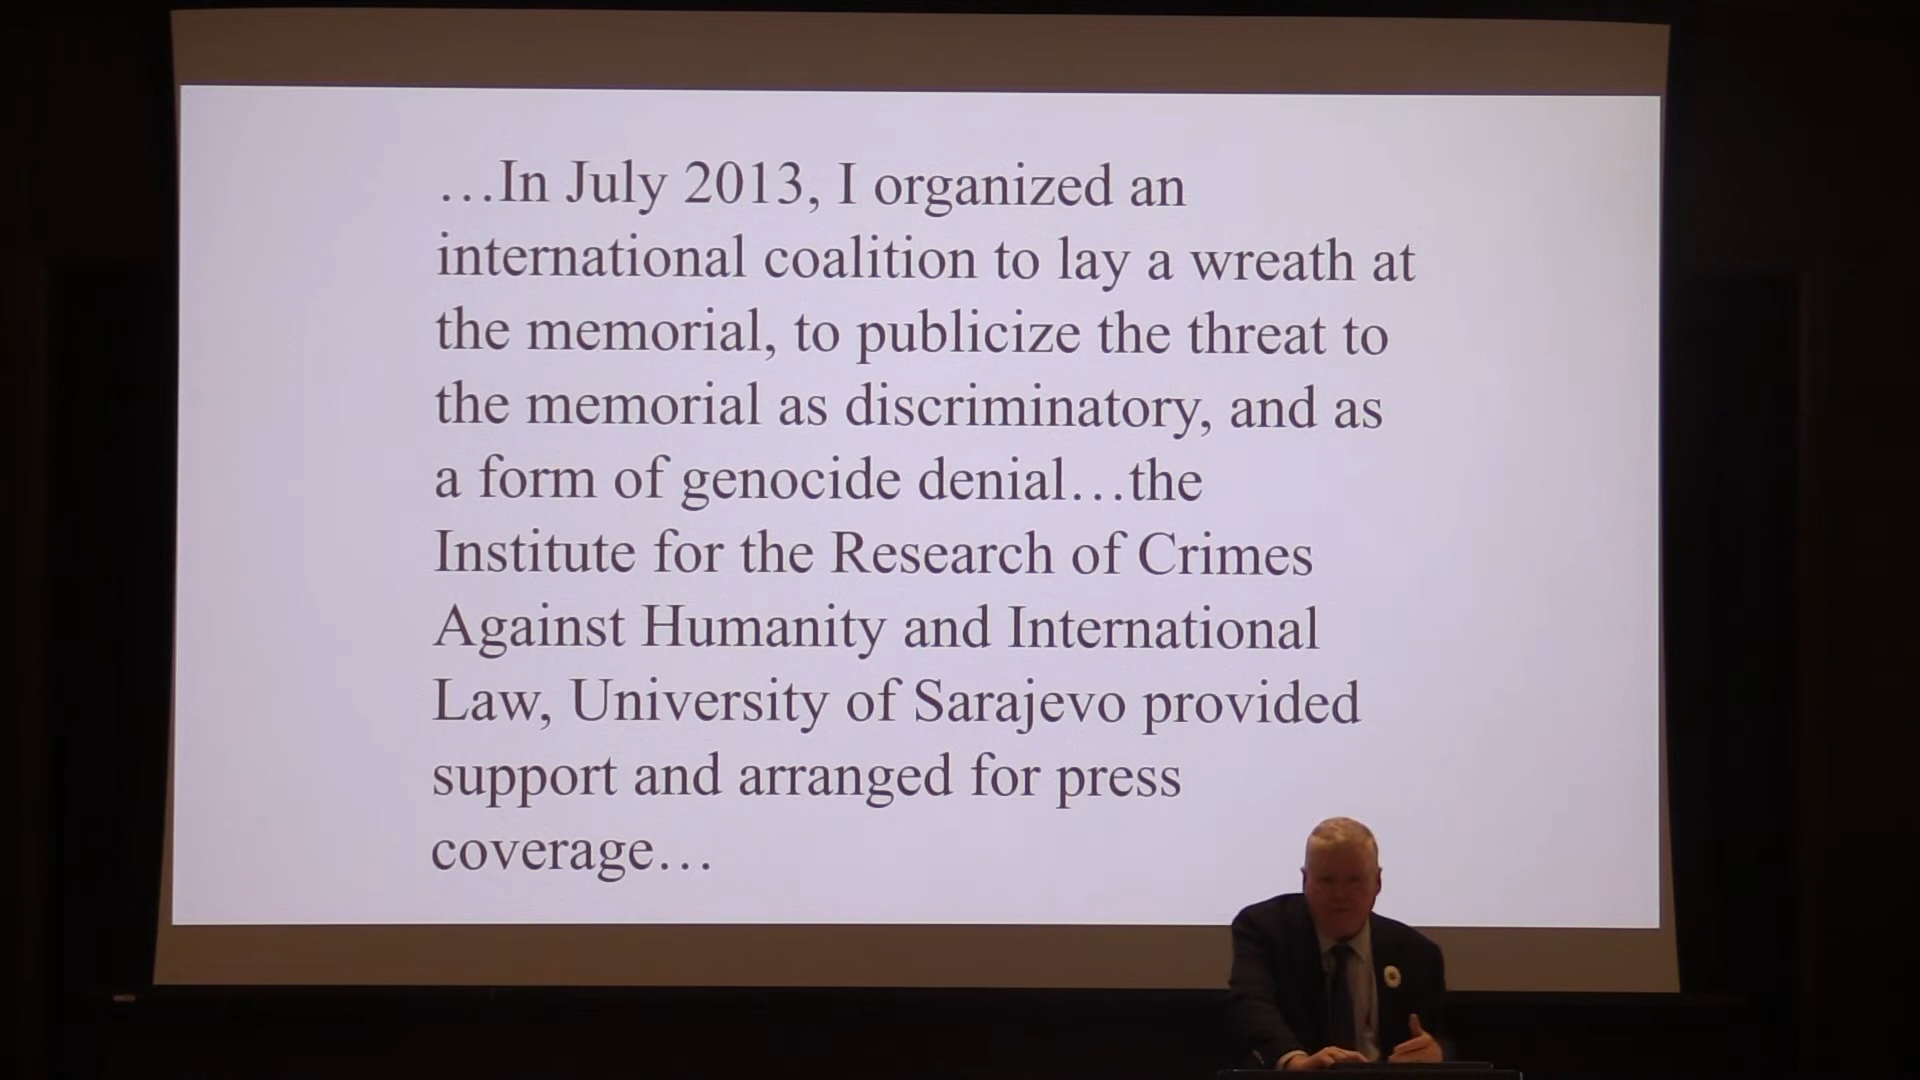 …In July 2013, I organized an
international coalition to lay a wreath at
the memorial, to publicize the threat to
the memorial as discriminatory, and as
a form of genocide denial…the
Institute for the Research of Crimes
Against Humanity and International
Law, University of Sarajevo provided
support and arranged for press
coverage…